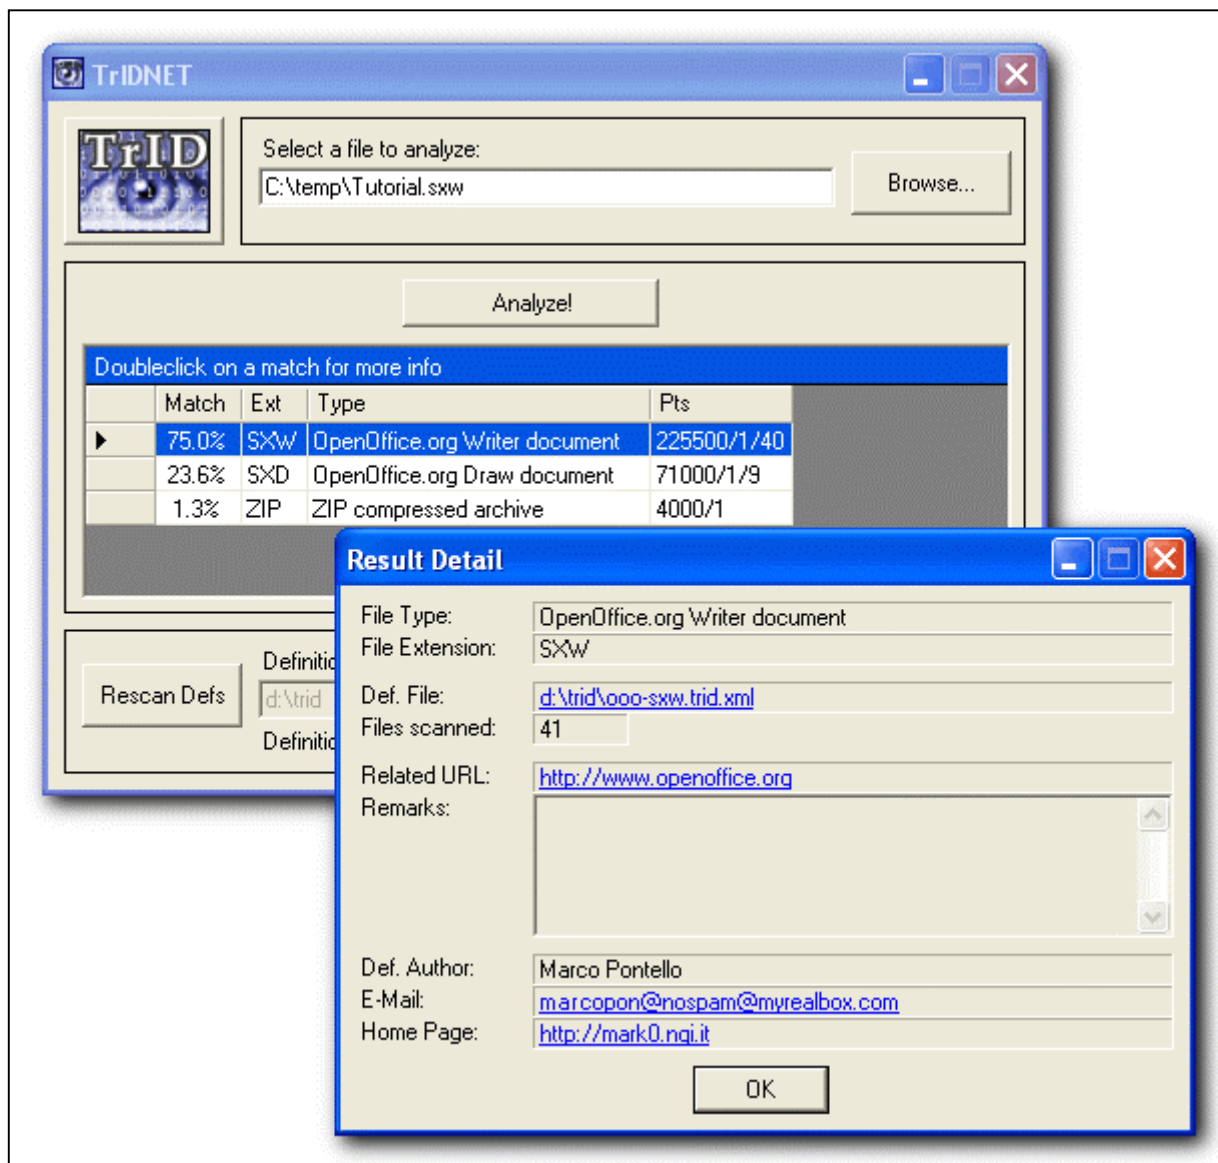 TrIDNET
TrID
Select a file to analyze:
C:\temp\Tutorial.sxw
Browse...
Analyze!
Doubleclick on a match for more info
Match Ext Type Pts
75.0% SXW OpenOffice.org Writer document 225500/1/40
23.6% SXD OpenOffice.org Draw document 71000/1/9
1.3% ZIP ZIP compressed archive 4000/1
Rescan Defs
Definitio
d:\trid
Definitio
Result Detail
File Type: OpenOffice.org Writer document
File Extension: SXW
Def. File: d:\trid\ooo-sxw.trid.xml
Files scanned: 41
Related URL: http://www.openoffice.org
Remarks:
Def. Author: Marco Pontello
E-Mail: marcopon@nospam@myrealbox.com
Home Page: http://mark0.ngi.it
OK